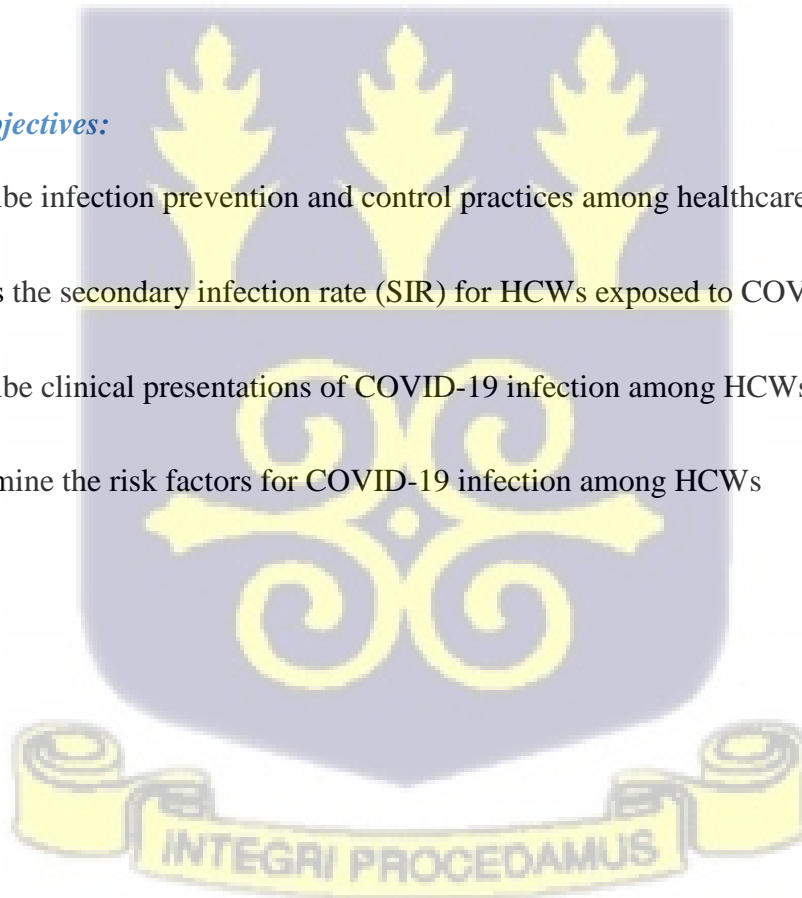 jectives:
be infection prevention and control practices among healthcare
s the secondary infection rate (SIR) for HCWs exposed to COV
be clinical presentations of COVID-19 infection among HCWs
mine the risk factors for COVID-19 infection among HCWs
INTEGRI PROCEDAMUS